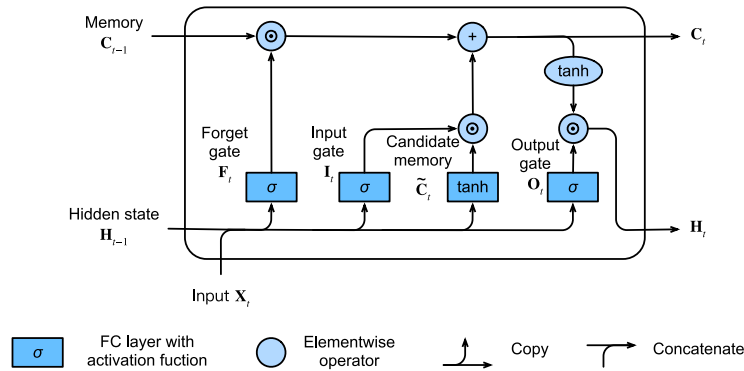 Memory
C_{t-1}
⊙
+
C_t
tanh
Forget
gate
F_t
Input
gate
I_t
Candidate
memory
C̃_t
⊙
Output
gate
O_t
⊙
σ
σ
tanh
σ
Hidden state
H_{t-1}
H_t
Input X_t
σ
FC layer with
activation fuction
Elementwise
operator
Copy
Concatenate